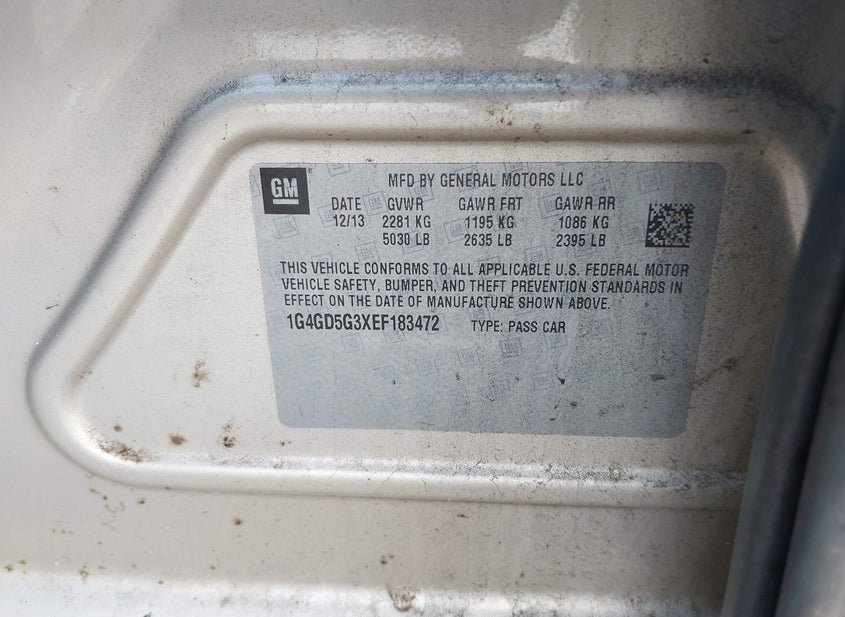 GM
MFD BY GENERAL MOTORS LLC
DATE GVWR GAWR FRT GAWR RR
12/13 2281 KG 1195 KG 1086 KG
5030 LB 2635 LB 2395 LB
THIS VEHICLE CONFORMS TO ALL APPLICABLE U.S. FEDERAL MOTOR
VEHICLE SAFETY, BUMPER, AND THEFT PREVENTION STANDARDS IN
EFFECT ON THE DATE OF MANUFACTURE SHOWN ABOVE.
1G4GD5G3XEF183472 TYPE: PASS CAR